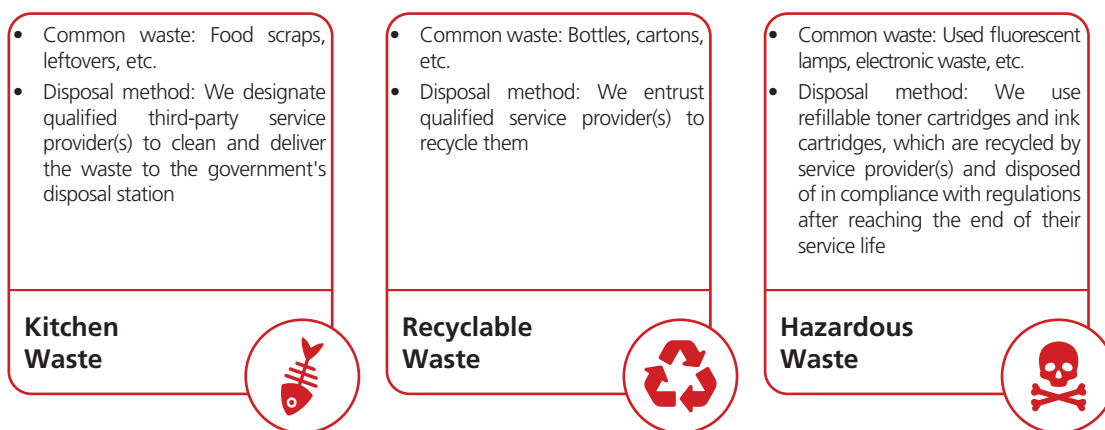 • Common waste: Food scraps,
leftovers, etc.
• Disposal method: We designate
qualified third-party service
provider(s) to clean and deliver
the waste to the government's
disposal station
Kitchen
Waste
• Common waste: Bottles, cartons,
etc.
• Disposal method: We entrust
qualified service provider(s) to
recycle them
Recyclable
Waste
• Common waste: Used fluorescent
lamps, electronic waste, etc.
• Disposal method: We use
refillable toner cartridges and ink
cartridges, which are recycled by
service provider(s) and disposed
of in compliance with regulations
after reaching the end of their
service life
Hazardous
Waste